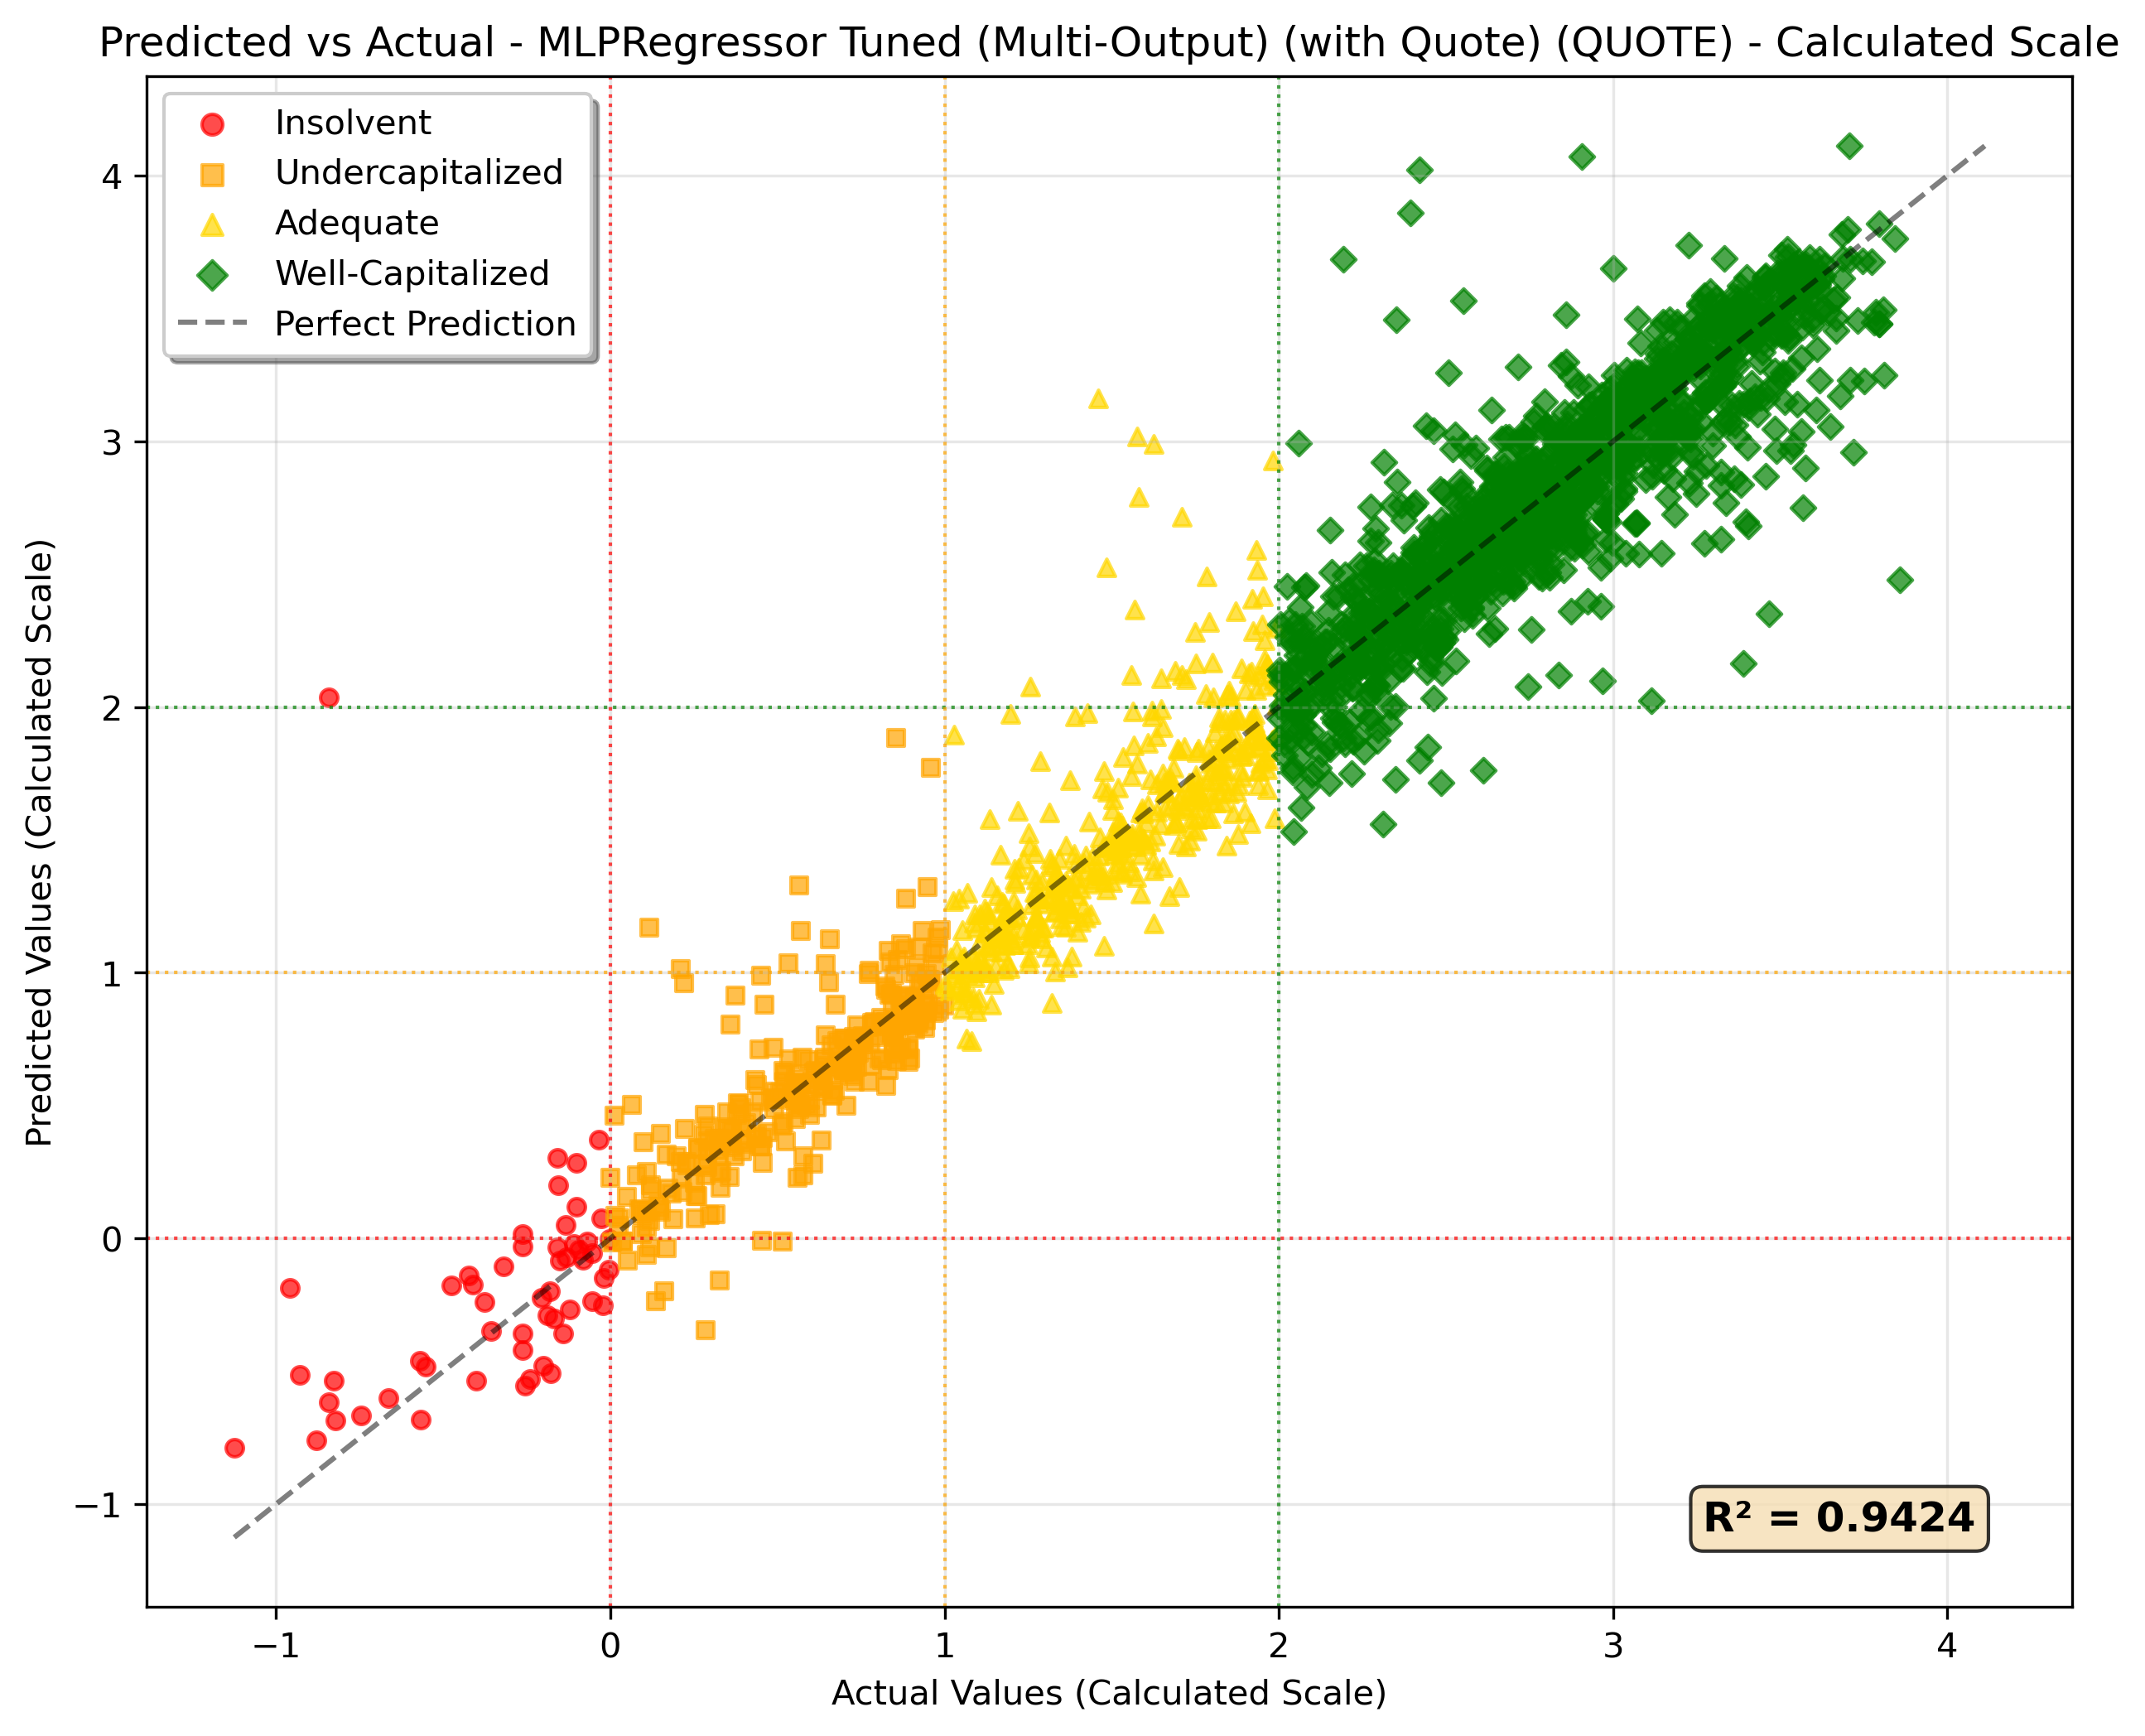 Predicted vs Actual - MLPRegressor Tuned (Multi-Output) (with Quote) (QUOTE) - Calculated Scale
Insolvent
Undercapitalized
Adequate
Well-Capitalized
Perfect Prediction
4
3
2
1
0
−1
Predicted Values (Calculated Scale)
R² = 0.9424
−1 0 1 2 3 4
Actual Values (Calculated Scale)